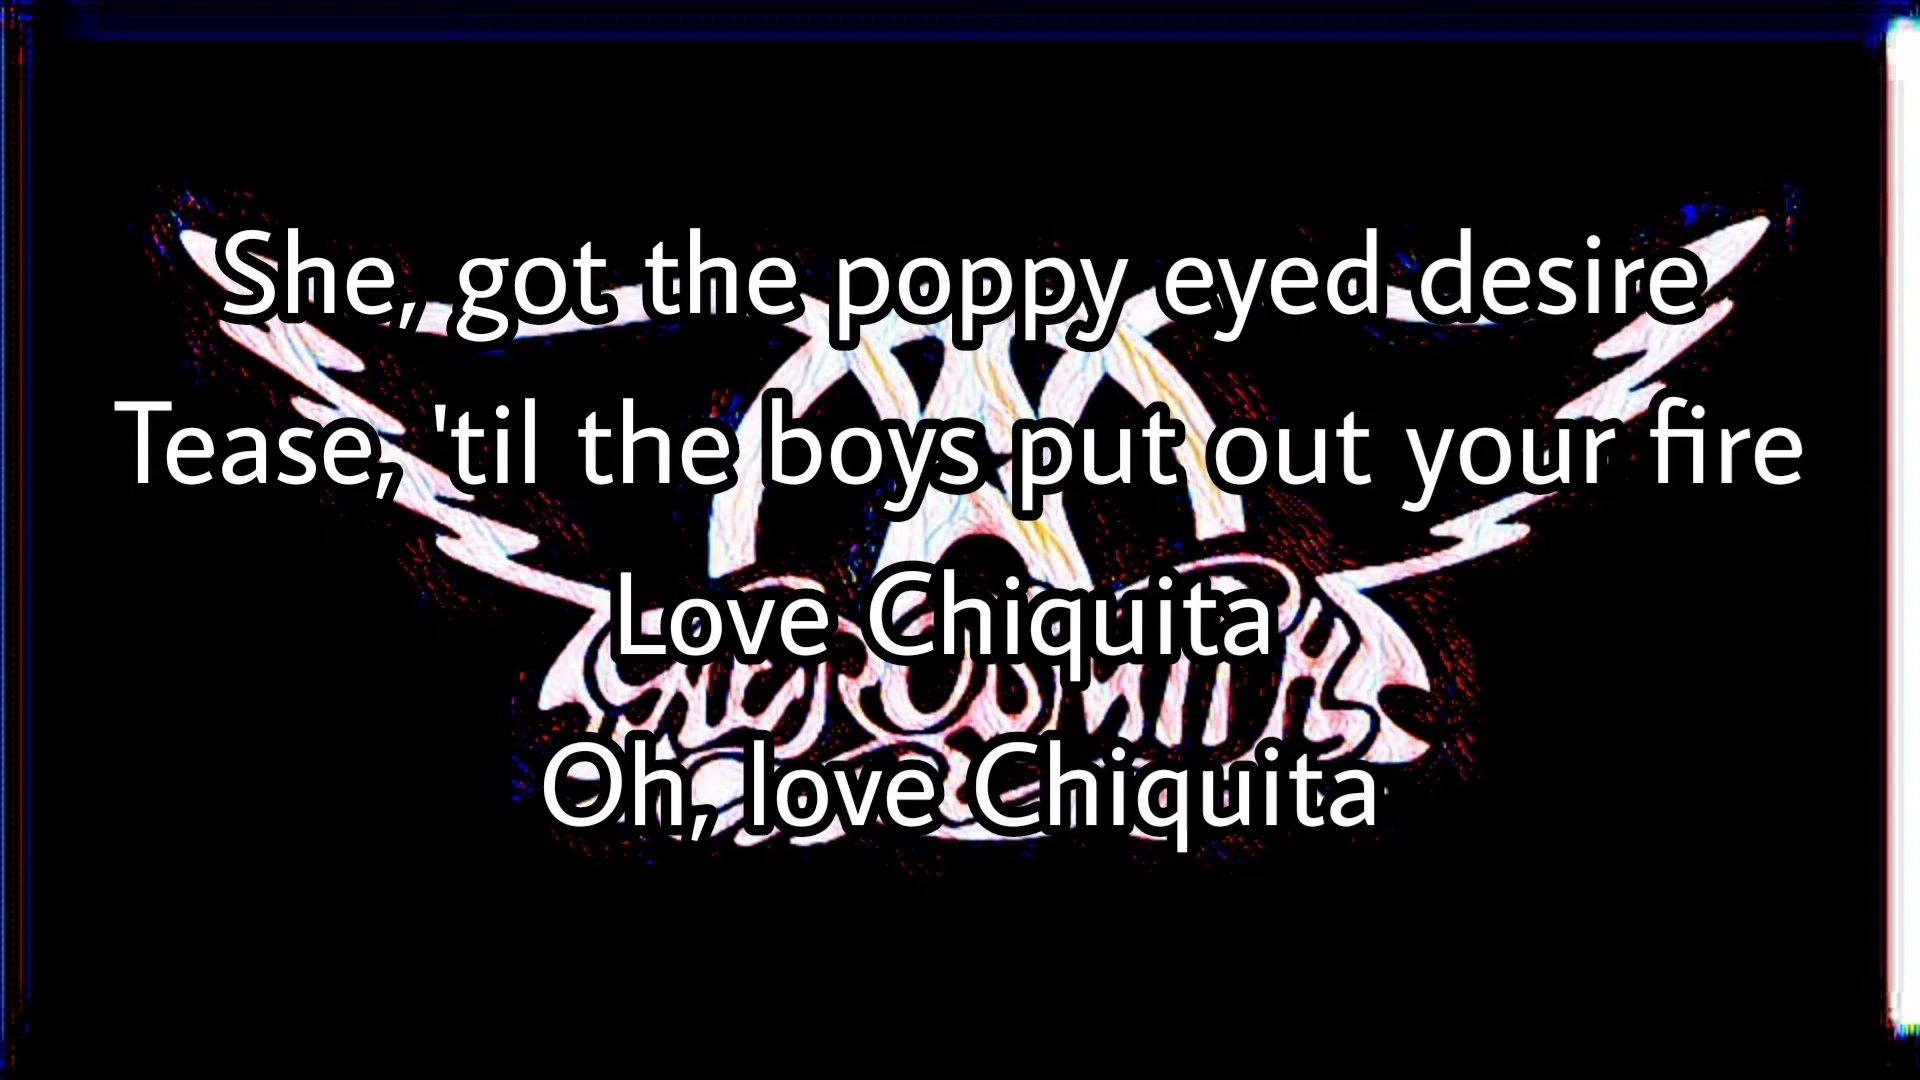 She, got the poppy eyed desire
Tease, 'til the boys put out your fire
Love Chiquita
Oh, love Chiquita
AEROSMITH